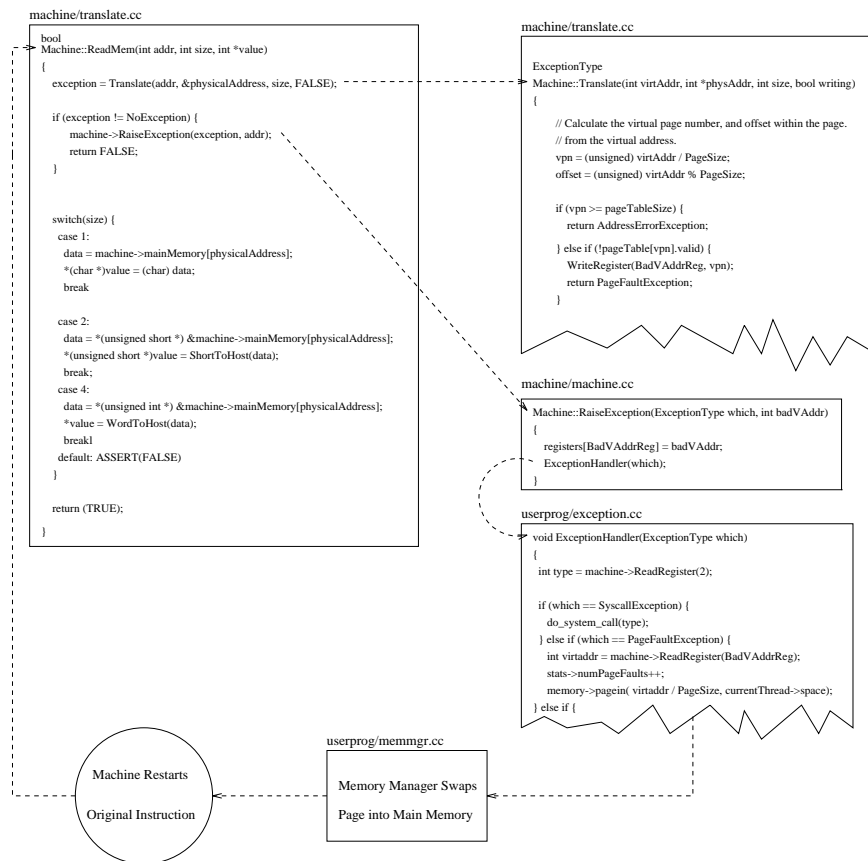 machine/translate.cc
bool
Machine::ReadMem(int addr, int size, int *value)
{
exception = Translate(addr, &physicalAddress, size, FALSE);
if (exception != NoException) {
machine->RaiseException(exception, addr);
return FALSE;
}
switch(size) {
case 1:
data = machine->mainMemory[physicalAddress];
*(char *)value = (char) data;
break
case 2:
data = *(unsigned short *) &machine->mainMemory[physicalAddress];
*(unsigned short *)value = ShortToHost(data);
break;
case 4:
data = *(unsigned int *) &machine->mainMemory[physicalAddress];
*value = WordToHost(data);
breakl
default: ASSERT(FALSE)
}
return (TRUE);
}
machine/translate.cc
ExceptionType
Machine::Translate(int virtAddr, int *physAddr, int size, bool writing)
{
// Calculate the virtual page number, and offset within the page.
// from the virtual address.
vpn = (unsigned) virtAddr / PageSize;
offset = (unsigned) virtAddr % PageSize;
if (vpn >= pageTableSize) {
return AddressErrorException;
} else if (!pageTable[vpn].valid) {
WriteRegister(BadVAddrReg, vpn);
return PageFaultException;
}
machine/machine.cc
Machine::RaiseException(ExceptionType which, int badVAddr)
{
registers[BadVAddrReg] = badVAddr;
ExceptionHandler(which);
}
userprog/exception.cc
void ExceptionHandler(ExceptionType which)
{
int type = machine->ReadRegister(2);
if (which == SyscallException) {
do_system_call(type);
} else if (which == PageFaultException) {
int virtaddr = machine->ReadRegister(BadVAddrReg);
stats->numPageFaults++;
memory->pagein( virtaddr / PageSize, currentThread->space);
} else if {
userprog/memmgr.cc
Memory Manager Swaps
Page into Main Memory
Machine Restarts
Original Instruction